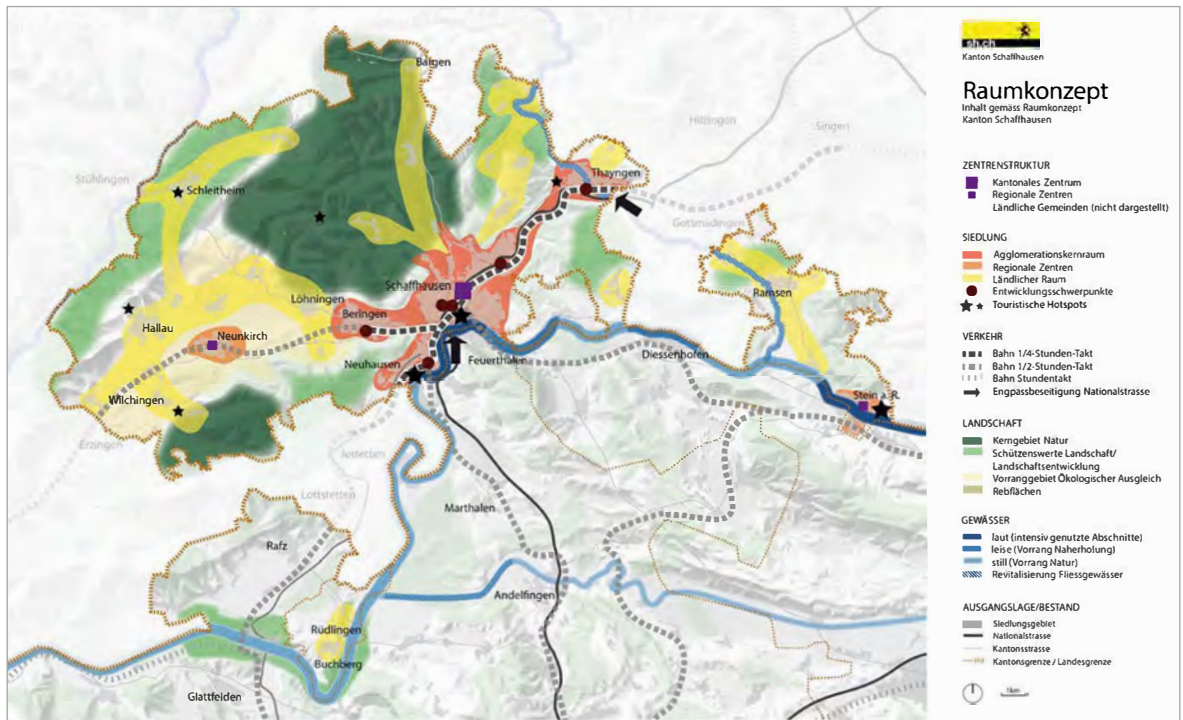 Bargen
Hilzingen
Singen
Thayngen
Stühlingen
Schleitheim
Gottmadingen
Schaffhausen
Löhningen
Beringen
Ramsen
Hallau
Neunkirch
Neuhausen
Feuerthalen
Diessenhofen
Wilchingen
Stein a. R.
Erzingen
Jestetten
Lottstetten
Marthalen
Rafz
Andelfingen
Rüdlingen
Buchberg
Glattfelden
sh.ch
Kanton Schaffhausen
Raumkonzept
Inhalt gemäss Raumkonzept
Kanton Schaffhausen
ZENTRENSTRUKTUR
Kantonales Zentrum
Regionale Zentren
Ländliche Gemeinden (nicht dargestellt)
SIEDLUNG
Agglomerationskernraum
Regionale Zentren
Ländlicher Raum
Entwicklungsschwerpunkte
Touristische Hotspots
VERKEHR
Bahn 1/4-Stunden-Takt
Bahn 1/2-Stunden-Takt
Bahn Stundentakt
Engpassbeseitigung Nationalstrasse
LANDSCHAFT
Kerngebiet Natur
Schützenswerte Landschaft/
Landschaftsentwicklung
Vorranggebiet Ökologischer Ausgleich
Rebflächen
GEWÄSSER
laut (intensiv genutzte Abschnitte)
leise (Vorrang Naherholung)
still (Vorrang Natur)
Revitalisierung Fliessgewässer
AUSGANGSLAGE/BESTAND
Siedlungsgebiet
Nationalstrasse
Kantonsstrasse
Kantonsgrenze / Landesgrenze
1km